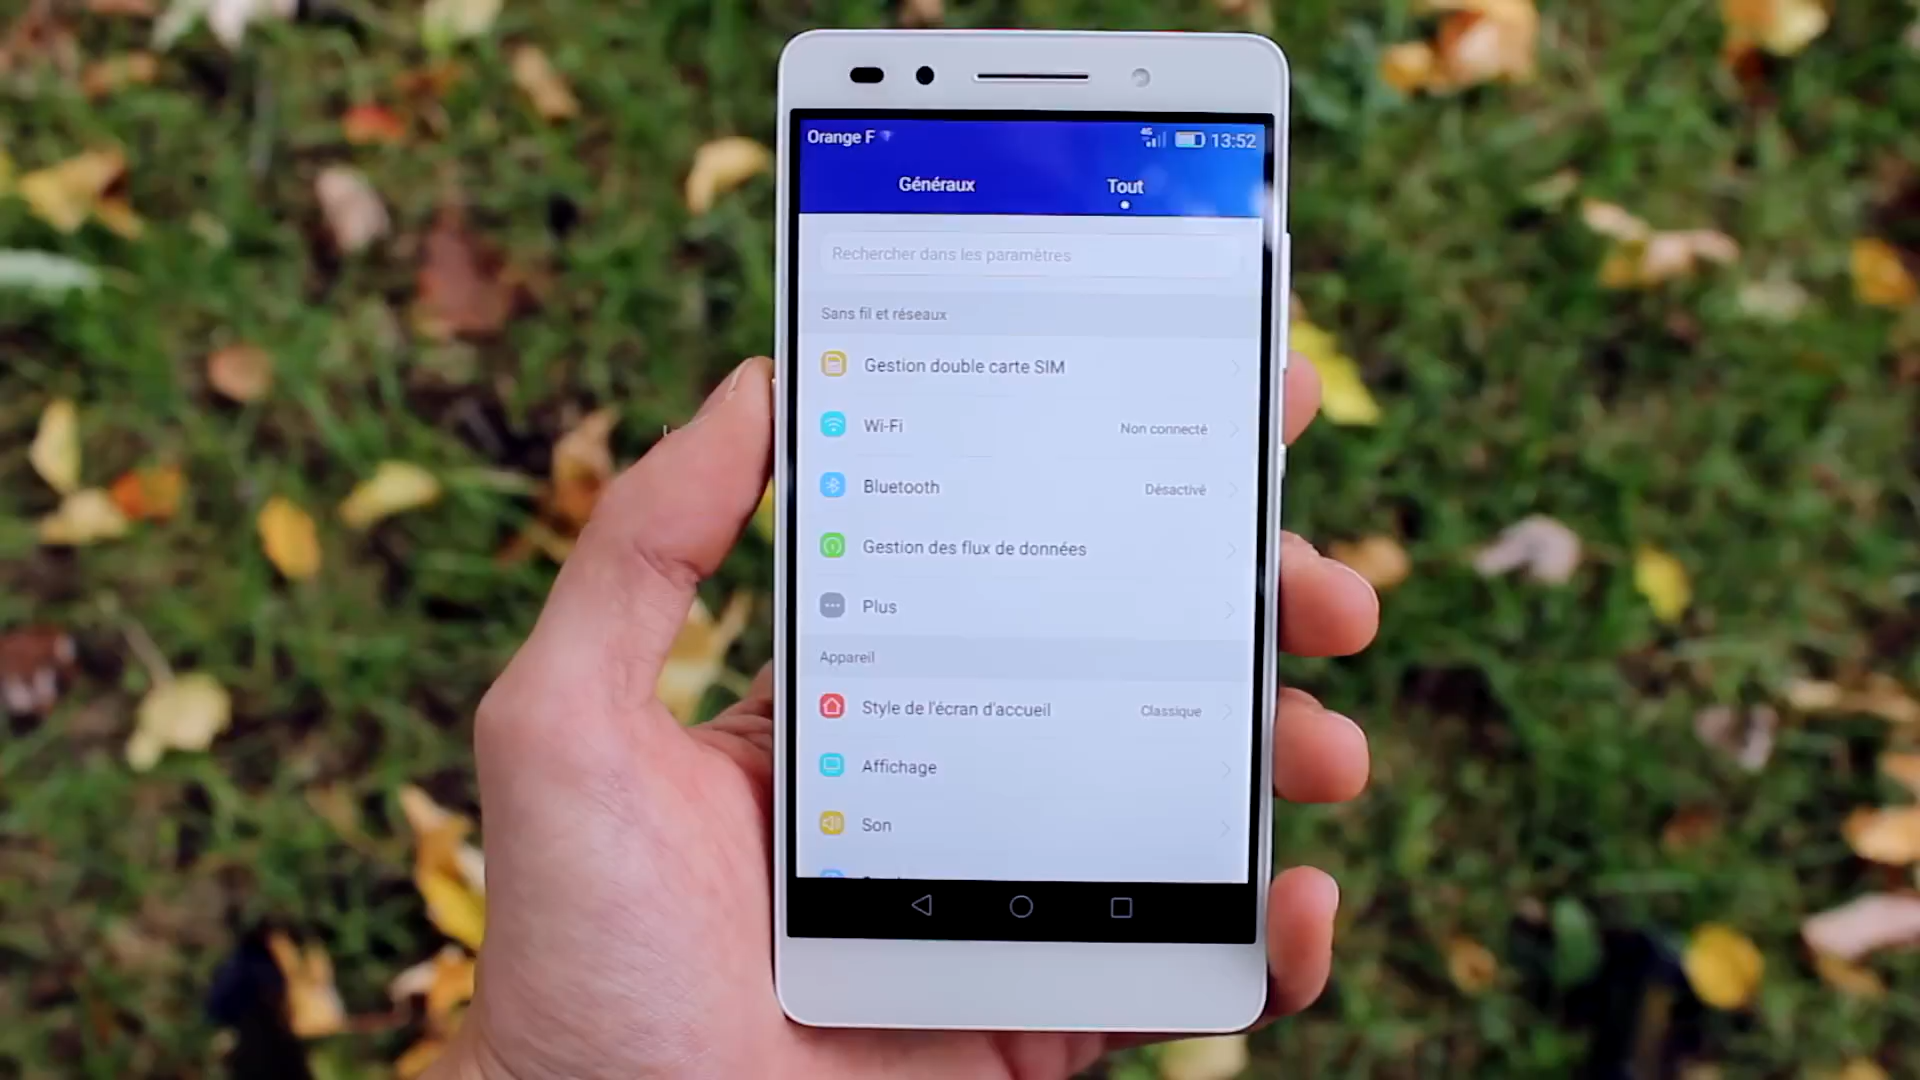 Orange F
4G
13:52
Généraux
Tout
Rechercher dans les paramètres
Sans fil et réseaux
Gestion double carte SIM
Wi-Fi
Non connecté
Bluetooth
Désactivé
Gestion des flux de données
Plus
Appareil
Style de l'écran d'accueil
Classique
Affichage
Son